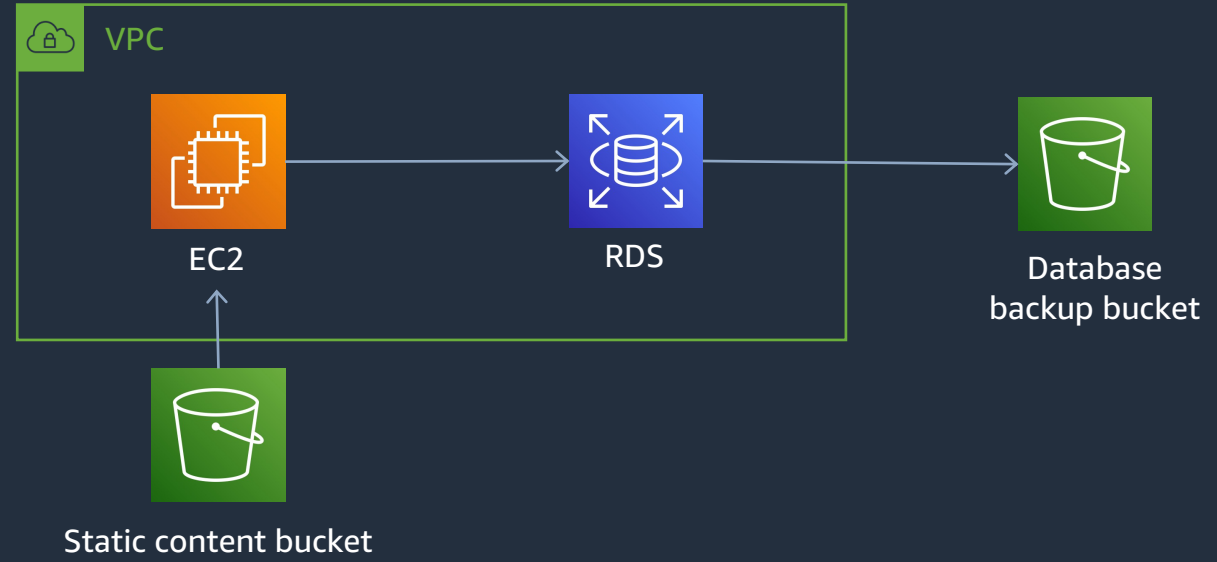 VPC
EC2
RDS
Database
backup bucket
Static content bucket